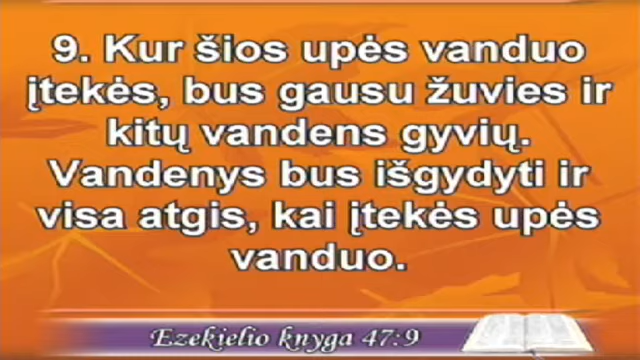 9. Kur šios upės vanduo
įtekės, bus gausu žuvies ir
kitų vandens gyvių.
Vandenys bus išgydyti ir
visa atgis, kai įtekės upės
vanduo.
Ezekielio knyga 47:9